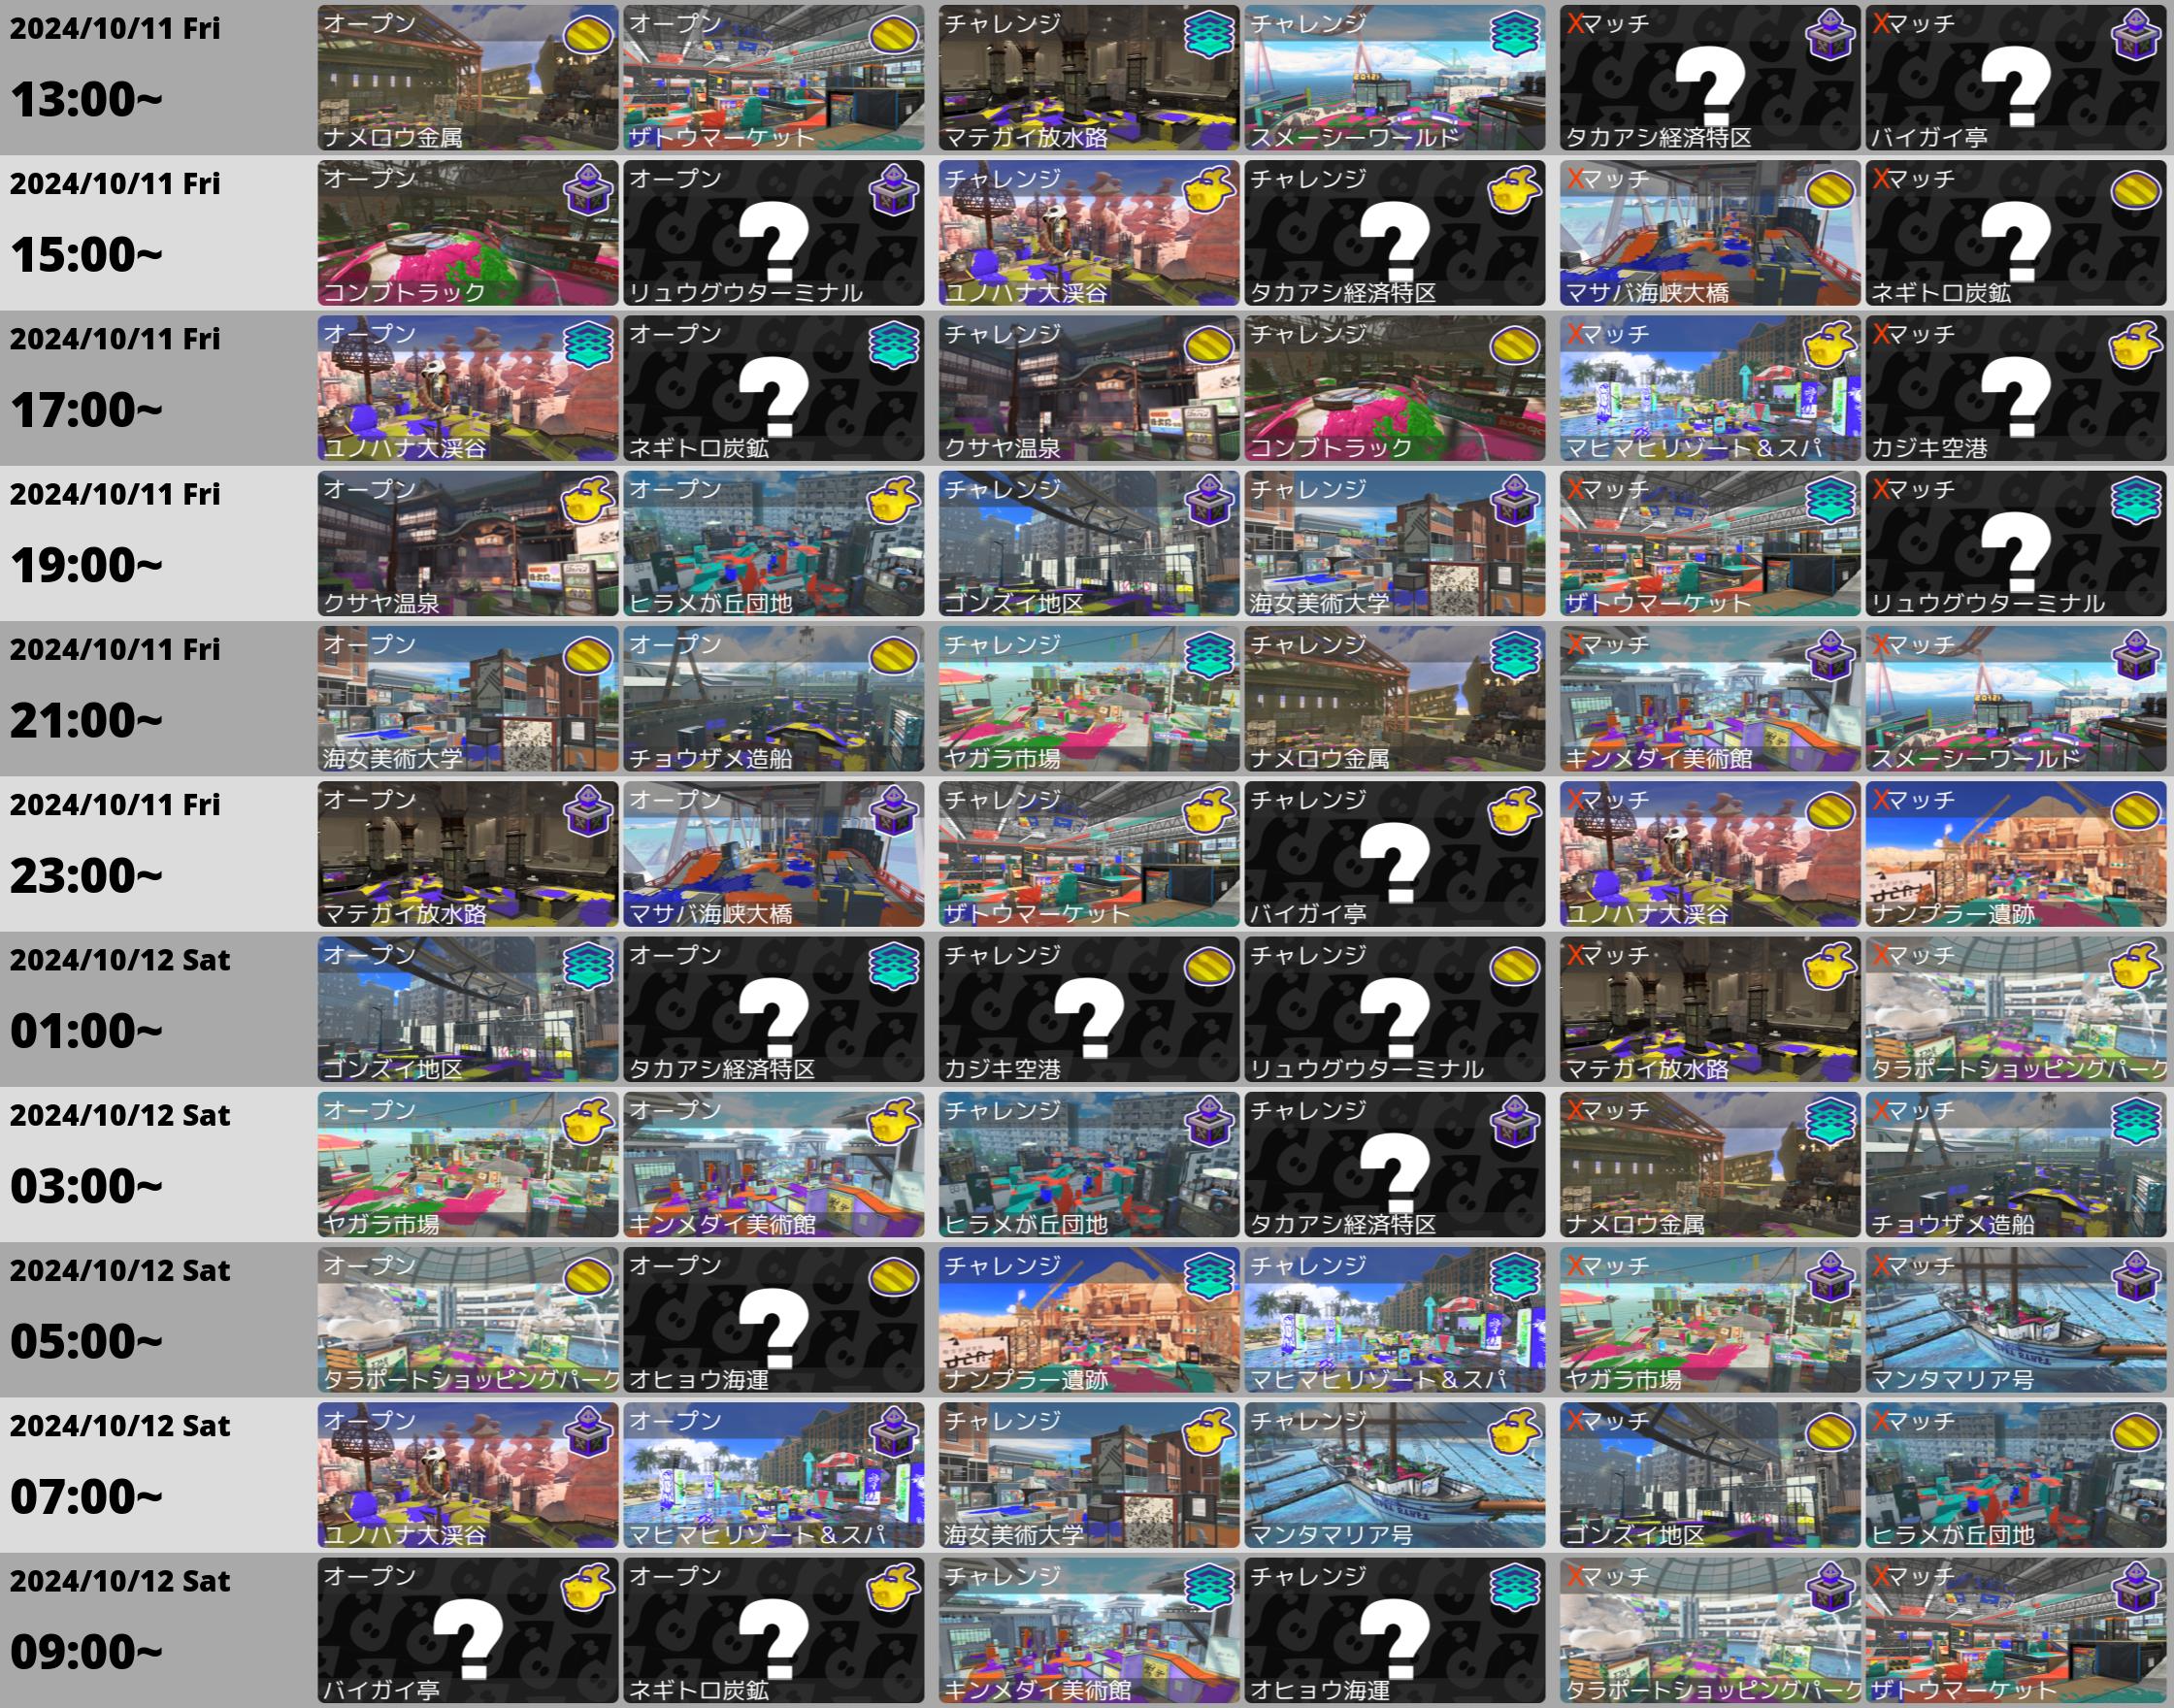 2024/10/11 Fri
13:00~
オープン
ナメロウ金属
オープン
ザトウマーケット
チャレンジ
マテガイ放水路
チャレンジ
スメーシーワールド
Xマッチ
タカアシ経済特区
Xマッチ
バイガイ亭
2024/10/11 Fri
15:00~
オープン
コンブトラック
オープン
リュウグウターミナル
チャレンジ
ユノハナ大渓谷
チャレンジ
タカアシ経済特区
Xマッチ
マサバ海峡大橋
Xマッチ
ネギトロ炭鉱
2024/10/11 Fri
17:00~
オープン
ユノハナ大渓谷
オープン
ネギトロ炭鉱
チャレンジ
クサヤ温泉
チャレンジ
コンブトラック
Xマッチ
マヒマヒリゾート＆スパ
Xマッチ
カジキ空港
2024/10/11 Fri
19:00~
オープン
クサヤ温泉
オープン
ヒラメが丘団地
チャレンジ
ゴンズイ地区
チャレンジ
海女美術大学
Xマッチ
ザトウマーケット
Xマッチ
リュウグウターミナル
2024/10/11 Fri
21:00~
オープン
海女美術大学
オープン
チョウザメ造船
チャレンジ
ヤガラ市場
チャレンジ
ナメロウ金属
Xマッチ
キンメダイ美術館
Xマッチ
スメーシーワールド
2024/10/11 Fri
23:00~
オープン
マテガイ放水路
オープン
マサバ海峡大橋
チャレンジ
ザトウマーケット
チャレンジ
バイガイ亭
Xマッチ
ユノハナ大渓谷
Xマッチ
ナンプラー遺跡
2024/10/12 Sat
01:00~
オープン
ゴンズイ地区
オープン
タカアシ経済特区
チャレンジ
カジキ空港
チャレンジ
リュウグウターミナル
Xマッチ
マテガイ放水路
Xマッチ
タラポートショッピングパーク
2024/10/12 Sat
03:00~
オープン
ヤガラ市場
オープン
キンメダイ美術館
チャレンジ
ヒラメが丘団地
チャレンジ
タカアシ経済特区
Xマッチ
ナメロウ金属
Xマッチ
チョウザメ造船
2024/10/12 Sat
05:00~
オープン
タラポートショッピングパーク
オープン
オヒョウ海運
チャレンジ
ナンプラー遺跡
チャレンジ
マヒマヒリゾート＆スパ
Xマッチ
ヤガラ市場
Xマッチ
マンタマリア号
2024/10/12 Sat
07:00~
オープン
ユノハナ大渓谷
オープン
マヒマヒリゾート＆スパ
チャレンジ
海女美術大学
チャレンジ
マンタマリア号
Xマッチ
ゴンズイ地区
Xマッチ
ヒラメが丘団地
2024/10/12 Sat
09:00~
オープン
バイガイ亭
オープン
ネギトロ炭鉱
チャレンジ
キンメダイ美術館
チャレンジ
オヒョウ海運
Xマッチ
タラポートショッピングパーク
Xマッチ
ザトウマーケット